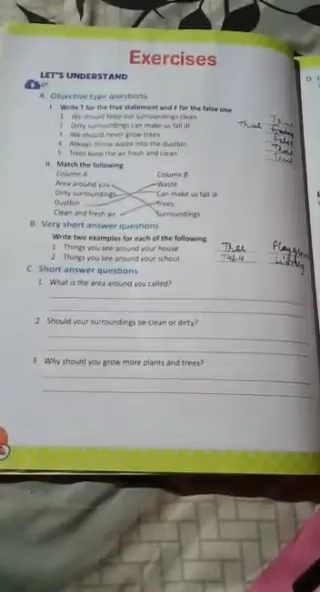 Exercises
LET'S UNDERSTAND
A. Objective type questions
I. Write T for the true statement and F for the false one
1 We should keep our surroundings clean True
2 Dirty surroundings can make us fall ill True
3 We should never grow trees
4 Always throw waste into the dustbin True
5 Trees keep the air fresh and clean True
II. Match the following
Column A Column B
Area around you Waste
Dirty surroundings Can make us fall ill
Dustbin Trees
Clean and fresh air Surroundings
B Very short answer questions
Write two examples for each of the following
1 Things you see around your house
2 Things you see around your school
C Short answer questions
1. What is the area around you called?
2. Should your surroundings be clean or dirty?
3 Why should you grow more plants and trees?